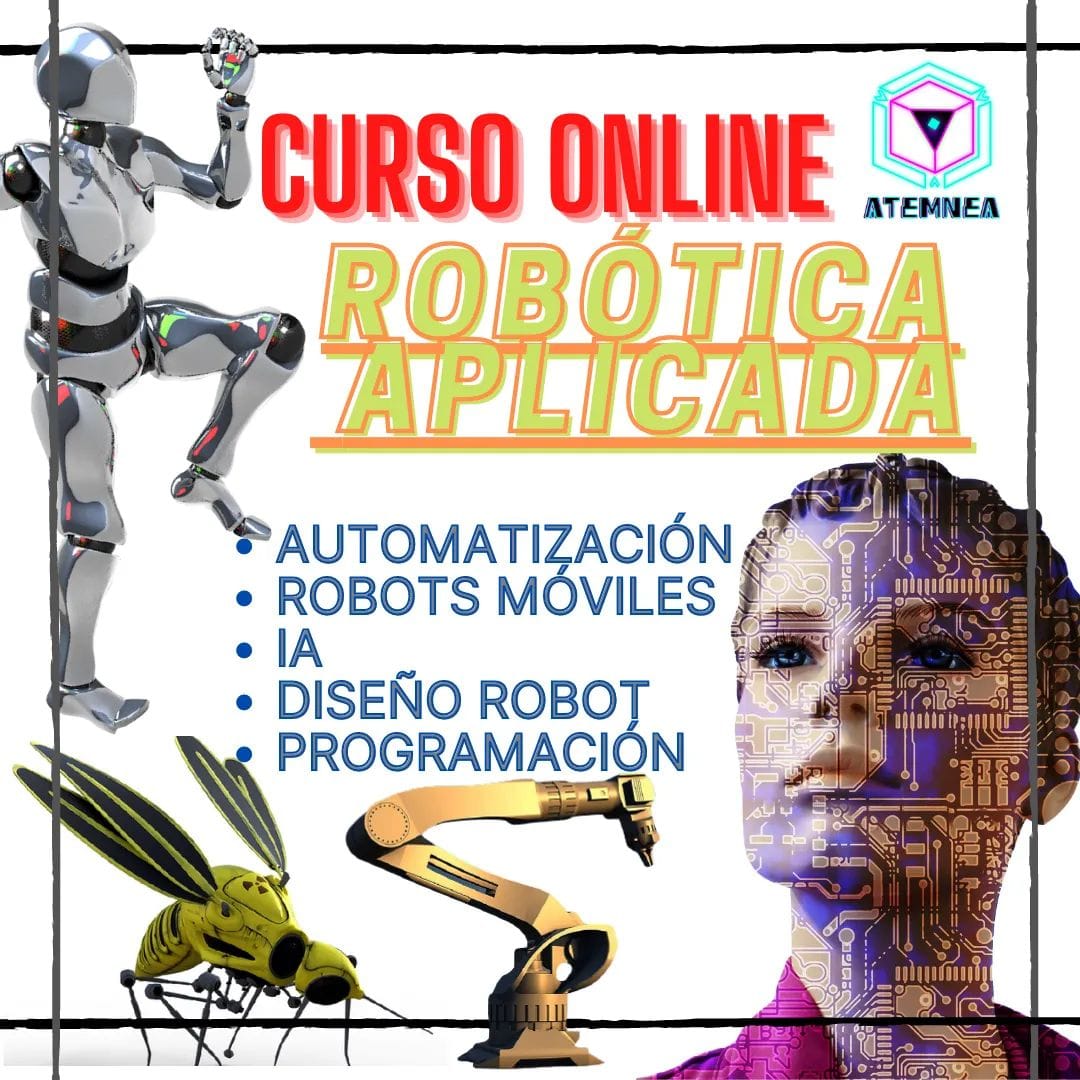 CURSO ONLINE
ATEMNEA
ROBÓTICA
APLICADA
• AUTOMATIZACIÓN
• ROBOTS MÓVILES
• IA
• DISEÑO ROBOT
• PROGRAMACIÓN